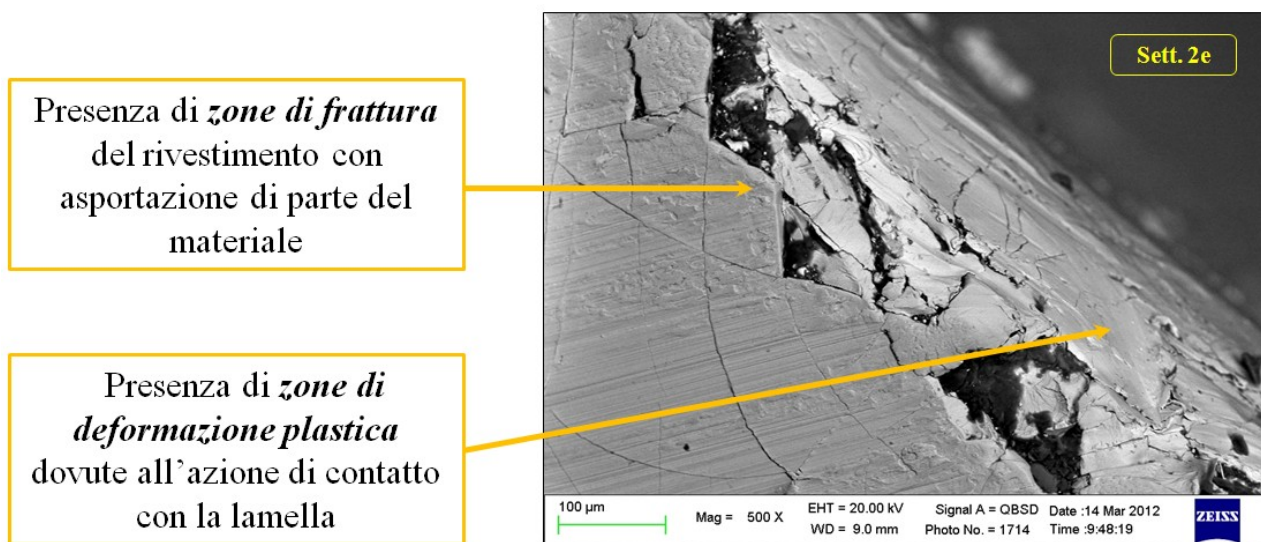 Presenza di zone di frattura
del rivestimento con
asportazione di parte del
materiale
Presenza di zone di
deformazione plastica
dovute all’azione di contatto
con la lamella
Sett. 2e
100 µm
Mag = 500 X
EHT = 20.00 kV
WD = 9.0 mm
Signal A = QBSD
Photo No. = 1714
Date :14 Mar 2012
Time :9:48:19
ZEISS